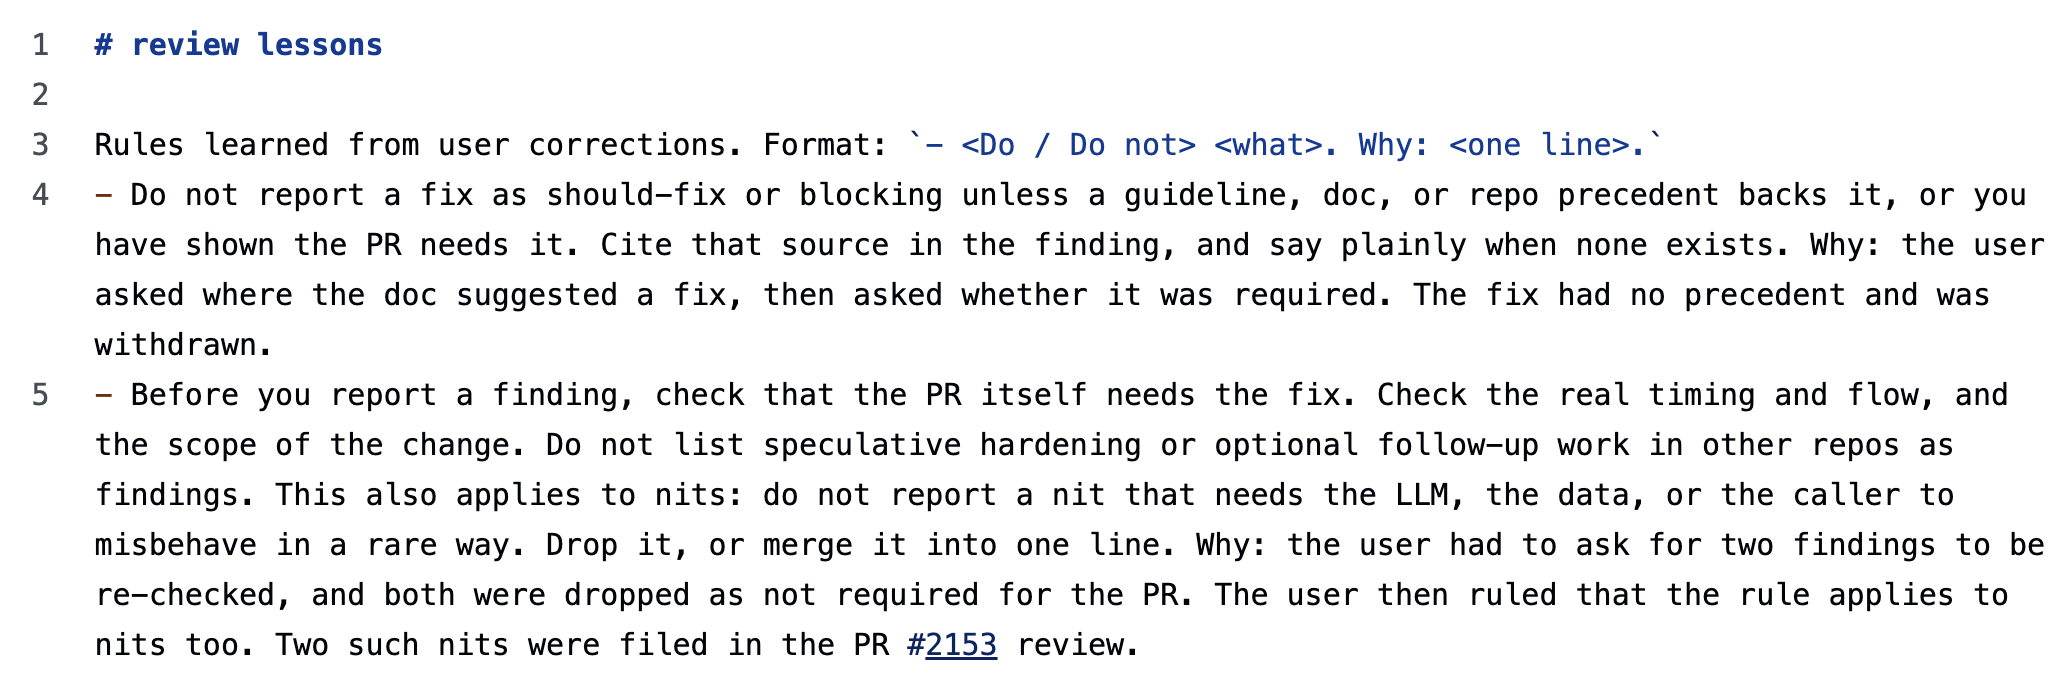 1 # review lessons
2
3 Rules learned from user corrections. Format: `- <Do / Do not> <what>. Why: <one line>.`
4 - Do not report a fix as should-fix or blocking unless a guideline, doc, or repo precedent backs it, or you
have shown the PR needs it. Cite that source in the finding, and say plainly when none exists. Why: the user
asked where the doc suggested a fix, then asked whether it was required. The fix had no precedent and was
withdrawn.
5 - Before you report a finding, check that the PR itself needs the fix. Check the real timing and flow, and
the scope of the change. Do not list speculative hardening or optional follow-up work in other repos as
findings. This also applies to nits: do not report a nit that needs the LLM, the data, or the caller to
misbehave in a rare way. Drop it, or merge it into one line. Why: the user had to ask for two findings to be
re-checked, and both were dropped as not required for the PR. The user then ruled that the rule applies to
nits too. Two such nits were filed in the PR #2153 review.